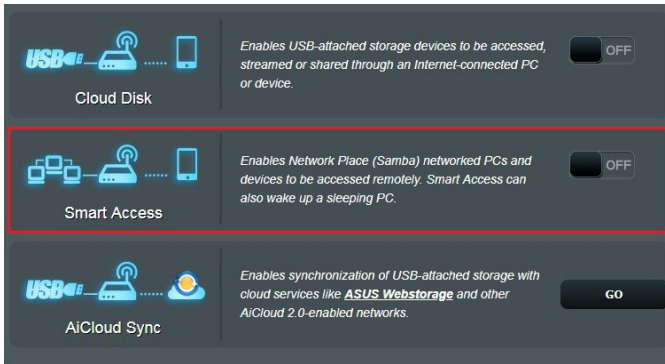 USB
Cloud Disk
Enables USB-attached storage devices to be accessed,
streamed or shared through an Internet-connected PC
or device.
OFF
Smart Access
Enables Network Place (Samba) networked PCs and
devices to be accessed remotely. Smart Access can
also wake up a sleeping PC.
OFF
USB
AiCloud Sync
Enables synchronization of USB-attached storage with
cloud services like ASUS Webstorage and other
AiCloud 2.0-enabled networks.
GO